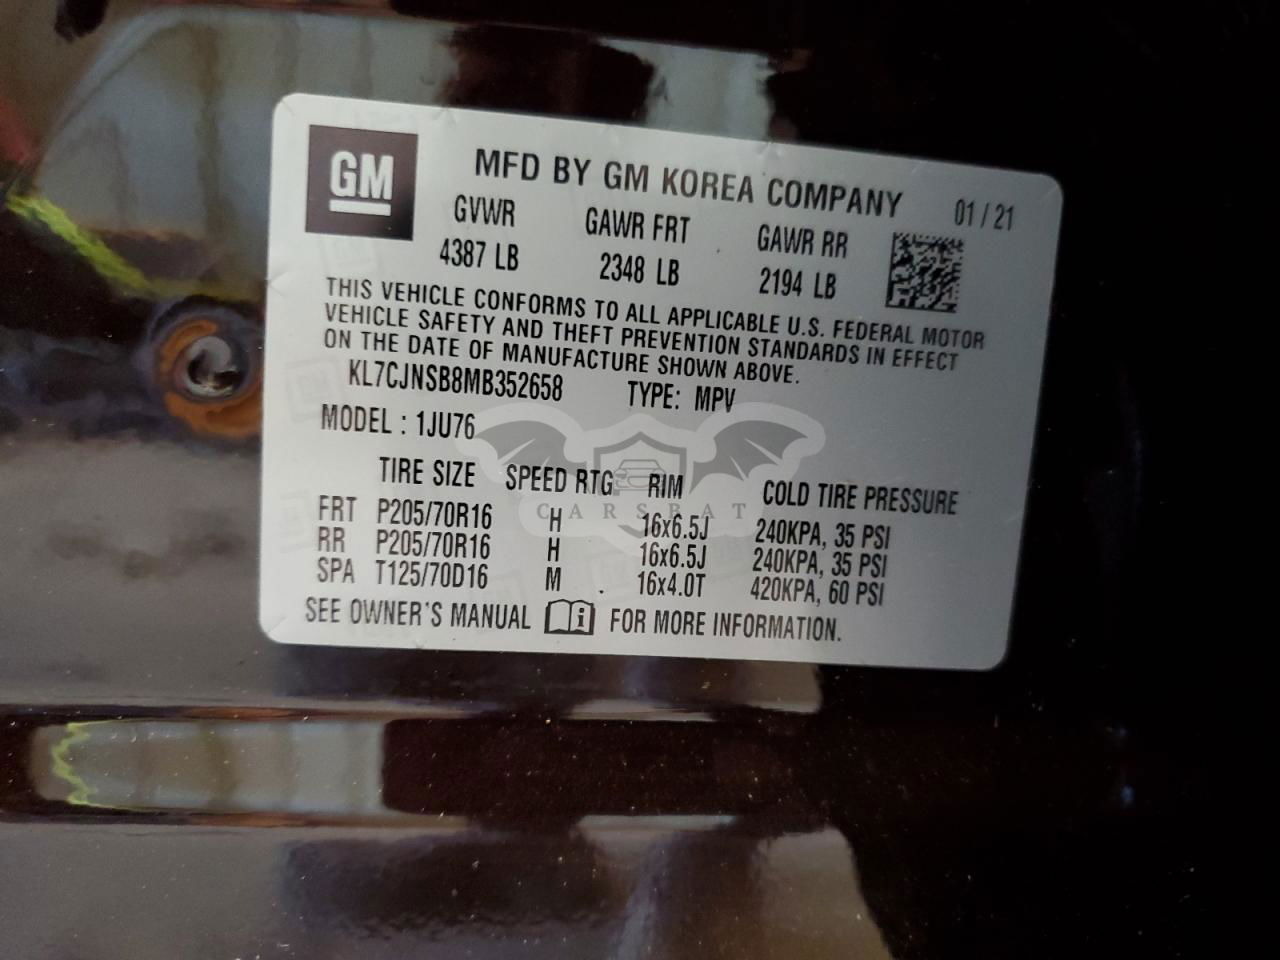 GM
MFD BY GM KOREA COMPANY 01 / 21
GVWR GAWR FRT GAWR RR
4387 LB 2348 LB 2194 LB
THIS VEHICLE CONFORMS TO ALL APPLICABLE U.S. FEDERAL MOTOR
VEHICLE SAFETY AND THEFT PREVENTION STANDARDS IN EFFECT
ON THE DATE OF MANUFACTURE SHOWN ABOVE.
KL7CJNSB8MB352658 TYPE: MPV
MODEL : 1JU76
TIRE SIZE SPEED RTG RIM COLD TIRE PRESSURE
CARSBAT
FRT P205/70R16 H 16x6.5J 240KPA, 35 PSI
RR P205/70R16 H 16x6.5J 240KPA, 35 PSI
SPA T125/70D16 M . 16x4.0T 420KPA, 60 PSI
SEE OWNER'S MANUAL i FOR MORE INFORMATION.